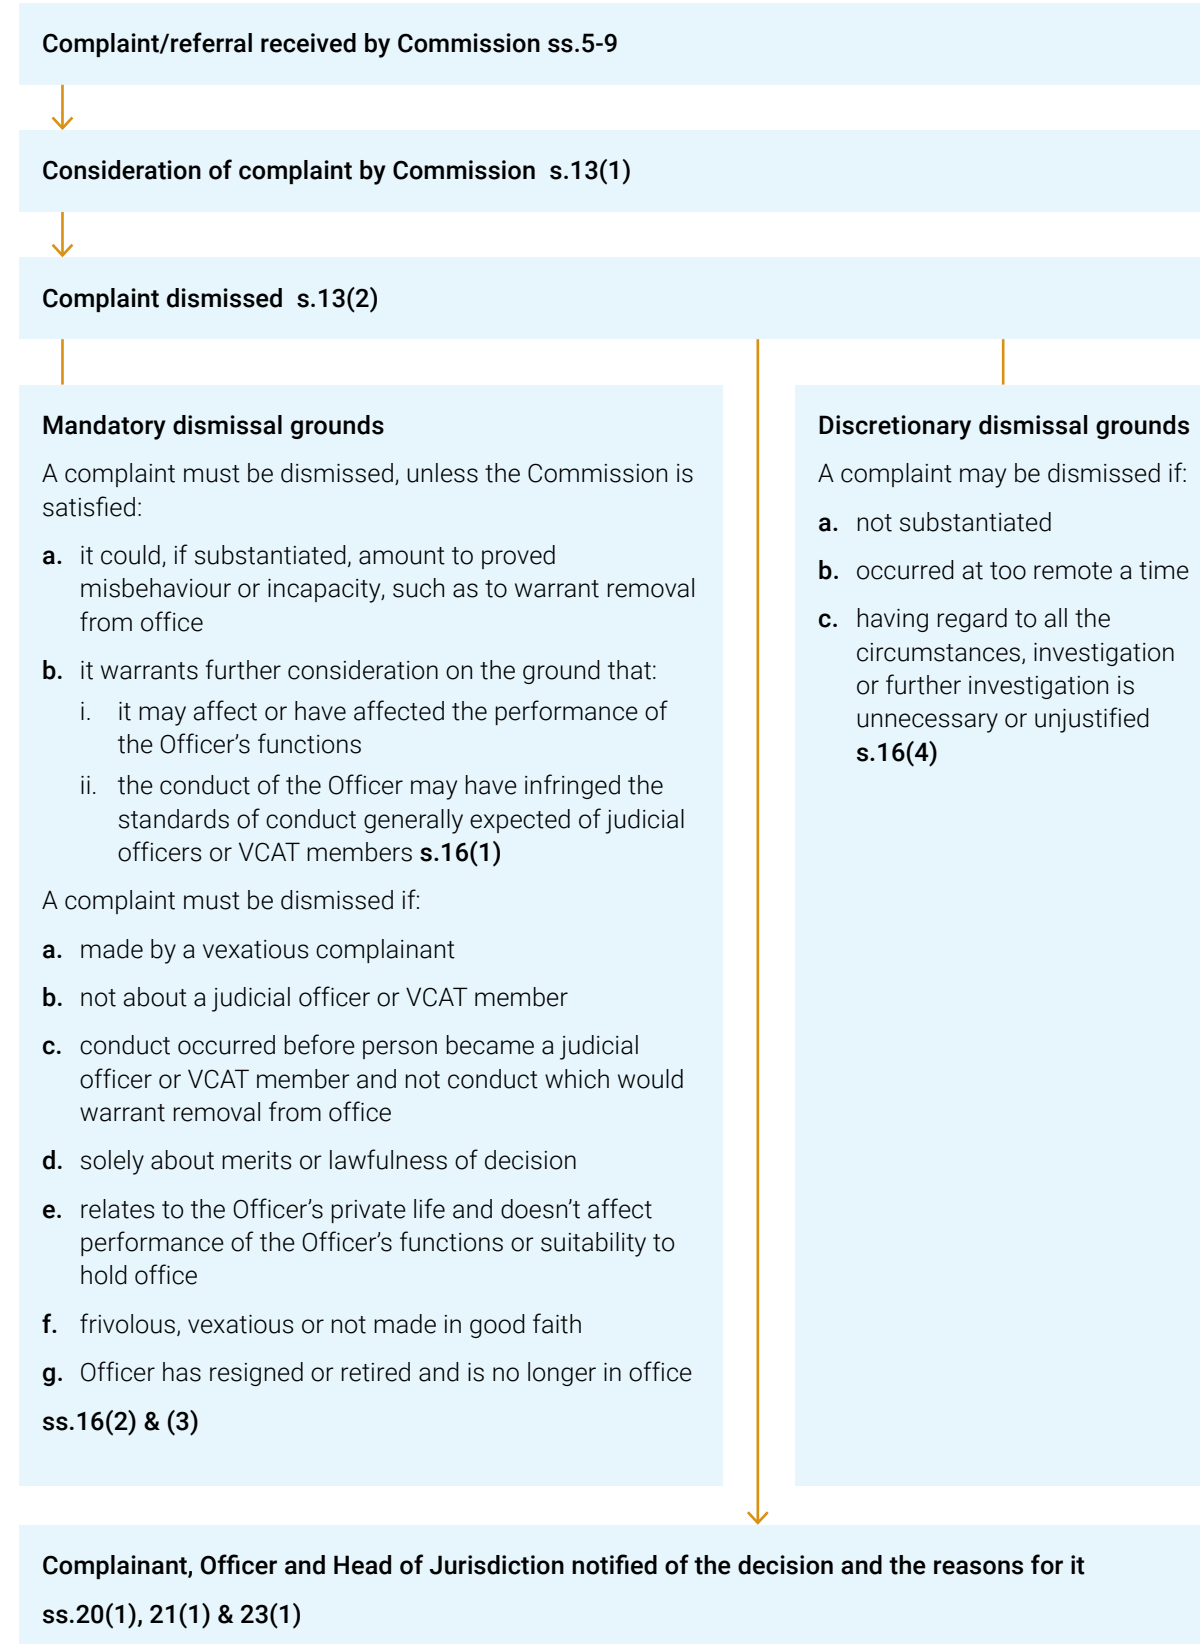 Complaint/referral received by Commission ss.5-9
Consideration of complaint by Commission s.13(1)
Complaint dismissed s.13(2)
Mandatory dismissal grounds
A complaint must be dismissed, unless the Commission is
satisfied:
a. it could, if substantiated, amount to proved
misbehaviour or incapacity, such as to warrant removal
from office
b. it warrants further consideration on the ground that:
i. it may affect or have affected the performance of
the Officer's functions
ii. the conduct of the Officer may have infringed the
standards of conduct generally expected of judicial
officers or VCAT members s.16(1)
A complaint must be dismissed if:
a. made by a vexatious complainant
b. not about a judicial officer or VCAT member
c. conduct occurred before person became a judicial
officer or VCAT member and not conduct which would
warrant removal from office
d. solely about merits or lawfulness of decision
e. relates to the Officer's private life and doesn't affect
performance of the Officer's functions or suitability to
hold office
f. frivolous, vexatious or not made in good faith
g. Officer has resigned or retired and is no longer in office
ss.16(2) & (3)
Discretionary dismissal grounds
A complaint may be dismissed if:
a. not substantiated
b. occurred at too remote a time
c. having regard to all the
circumstances, investigation
or further investigation is
unnecessary or unjustified
s.16(4)
Complainant, Officer and Head of Jurisdiction notified of the decision and the reasons for it
ss.20(1), 21(1) & 23(1)